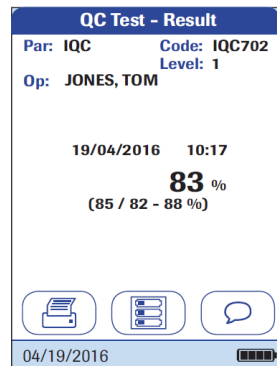 QC Test - Result
Par: IQC Code: IQC702
Level: 1
Op: JONES, TOM
19/04/2016 10:17
83 %
(85 / 82 - 88 %)
04/19/2016